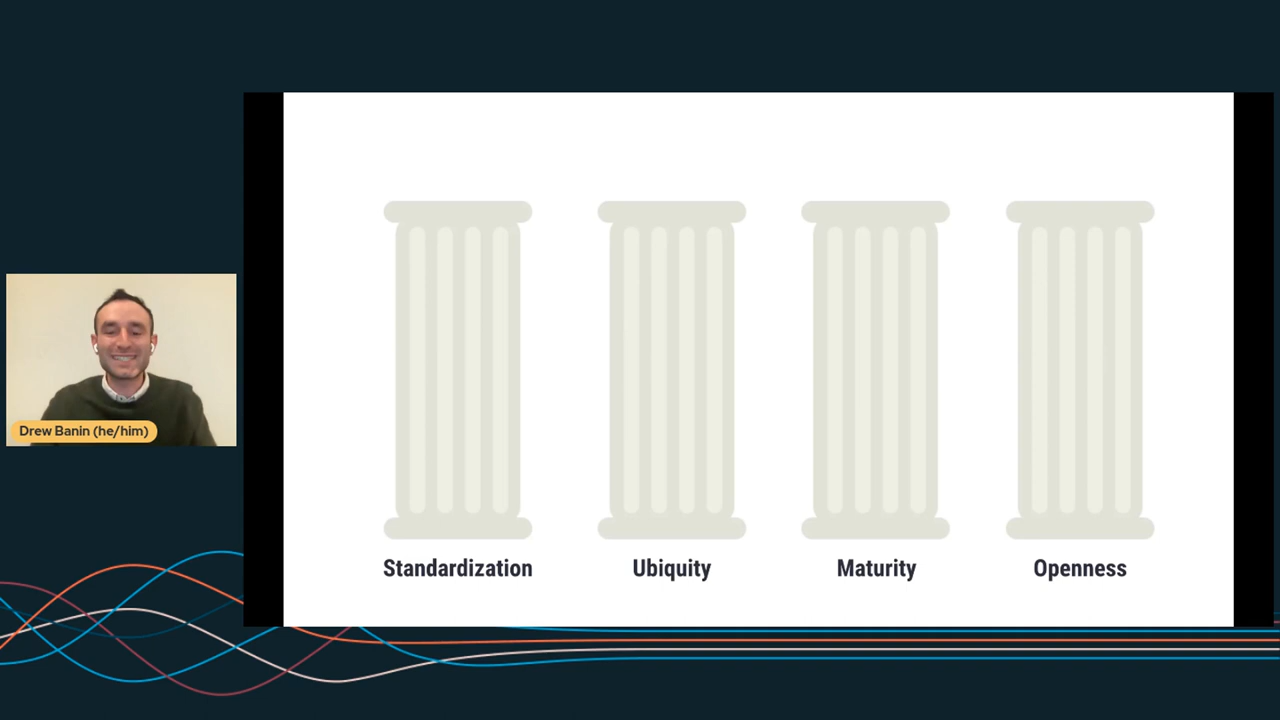 Drew Banin (he/him)
Standardization
Ubiquity
Maturity
Openness